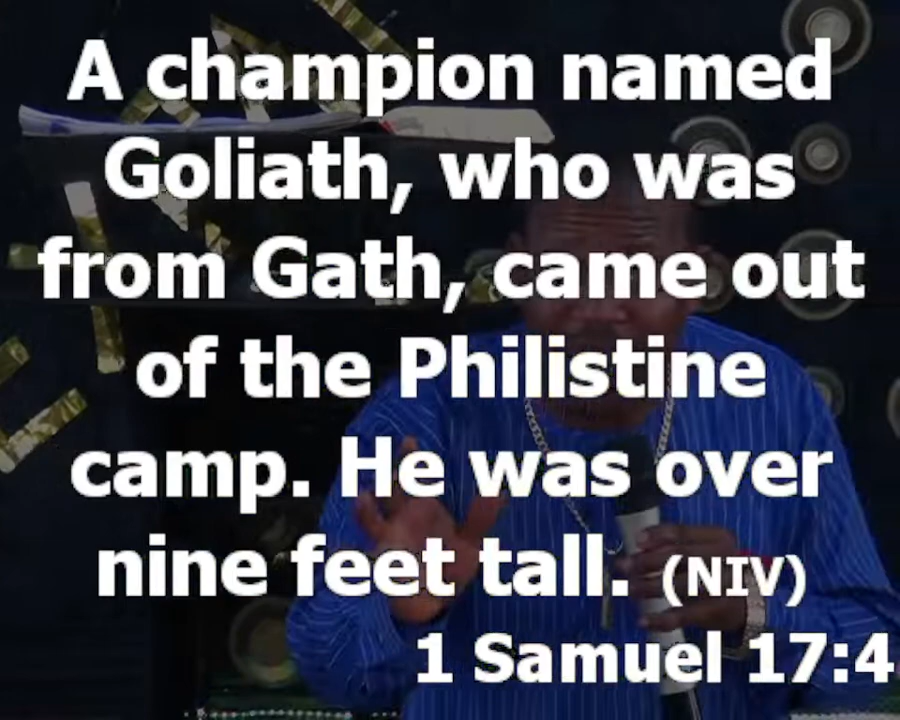 A champion named
Goliath, who was
from Gath, came out
of the Philistine
camp. He was over
nine feet tall. (NIV)
1 Samuel 17:4